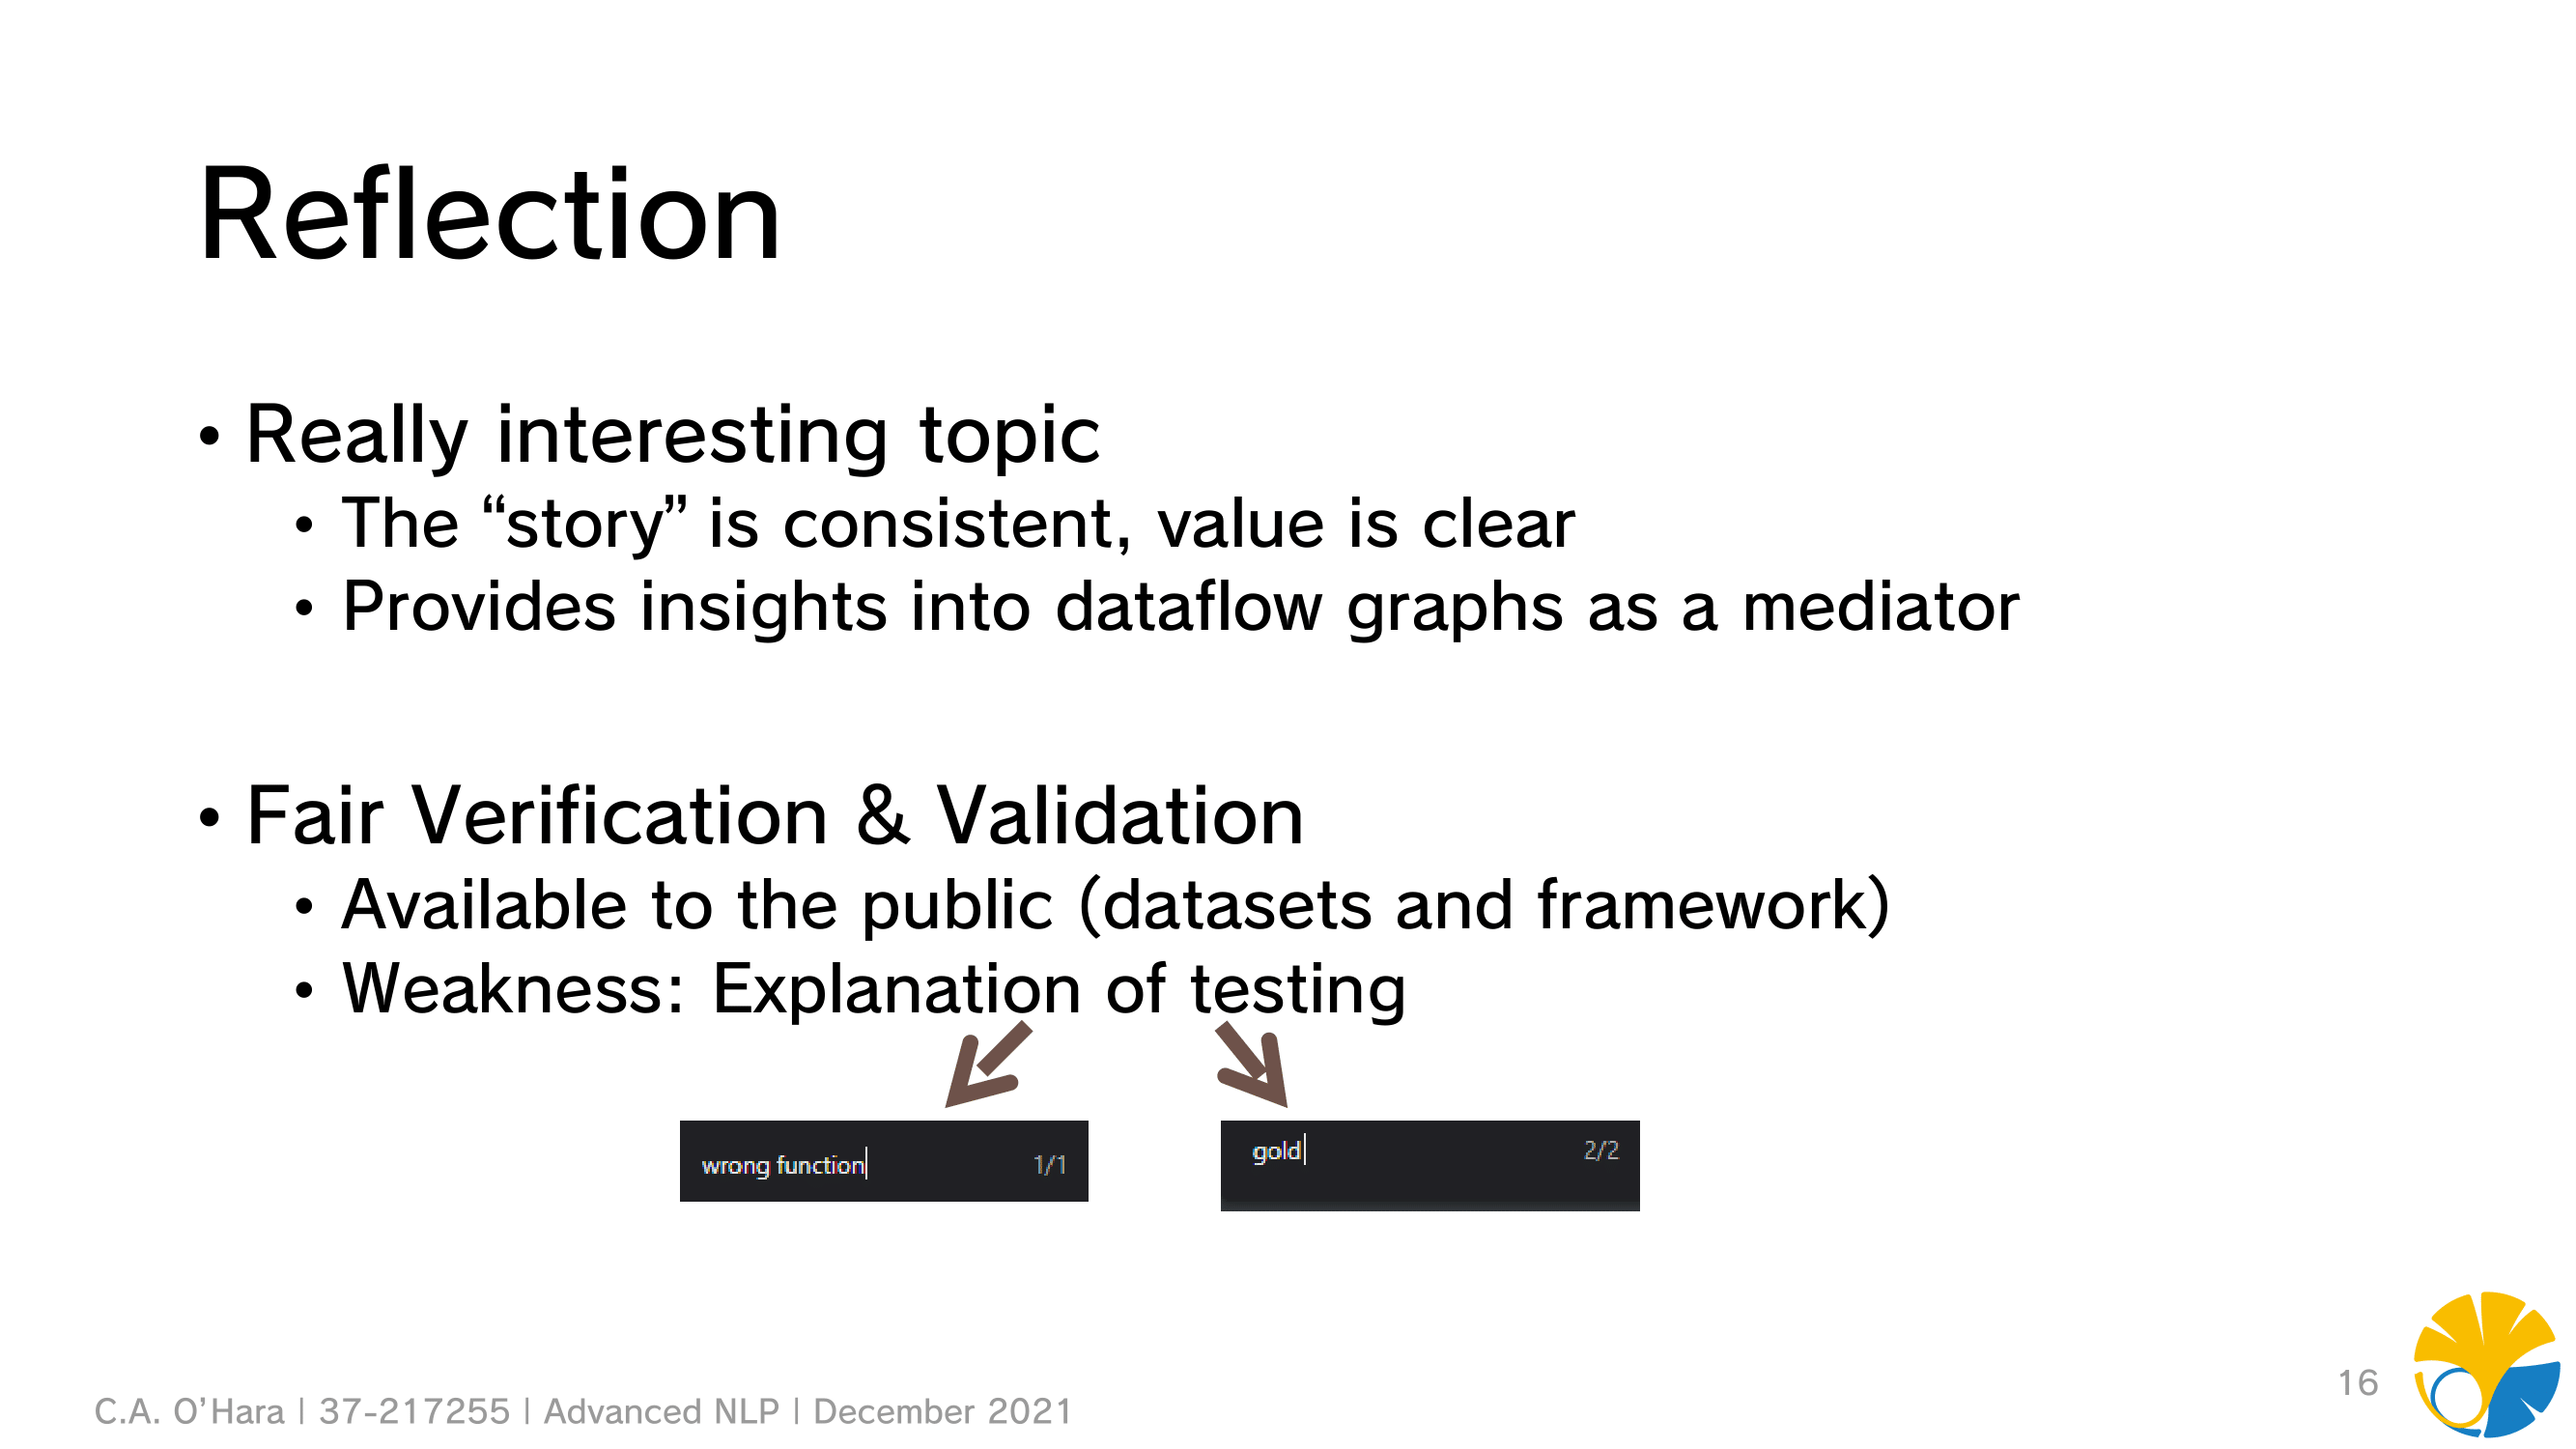 Reflection
• Really interesting topic
• The “story” is consistent, value is clear
• Provides insights into dataflow graphs as a mediator
• Fair Verification & Validation
• Available to the public (datasets and framework)
• Weakness: Explanation of testing
wrong function 1/1
gold 2/2
C.A. O’Hara | 37-217255 | Advanced NLP | December 2021
16